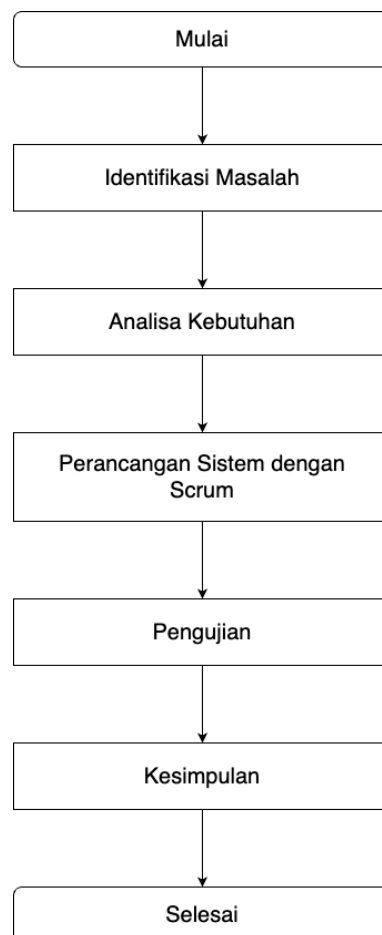 Mulai
Identifikasi Masalah
Analisa Kebutuhan
Perancangan Sistem dengan
Scrum
Pengujian
Kesimpulan
Selesai